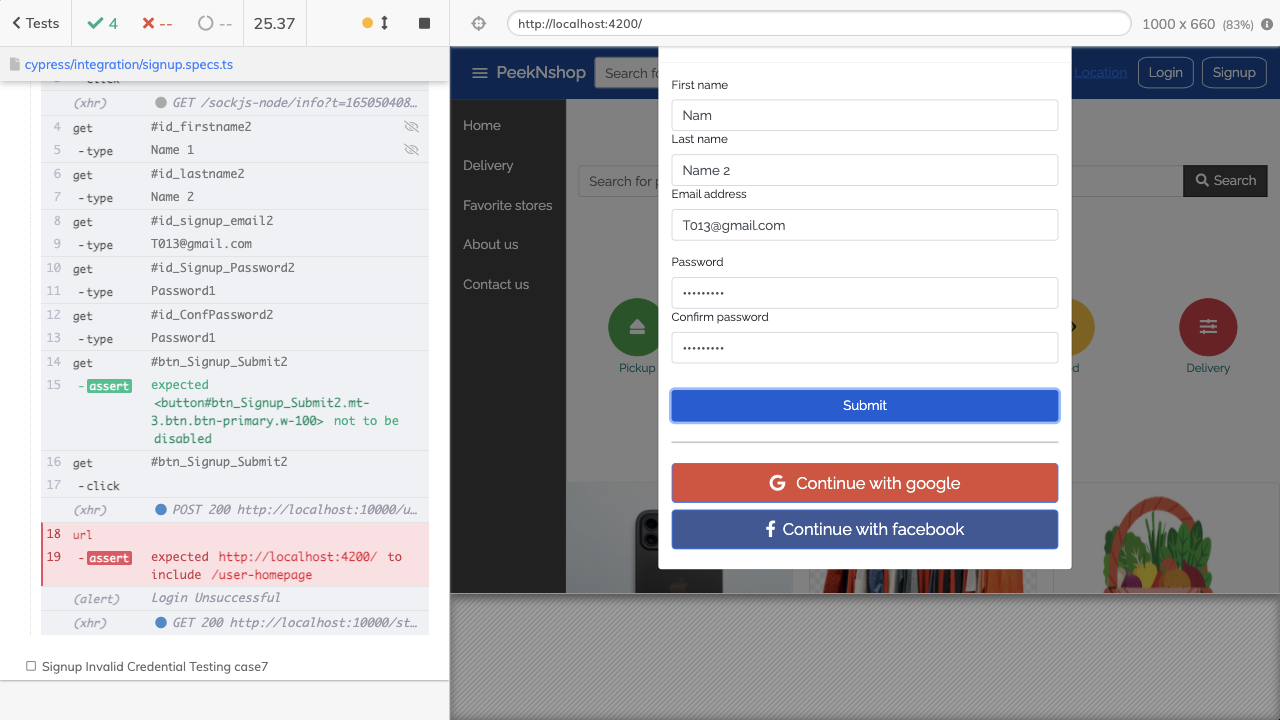 Tests
4
--
--
25.37
http://localhost:4200/
1000 x 660 (83%)
cypress/integration/signup.specs.ts
click
(xhr) GET /sockjs-node/info?t=165050408...
4 get #id_firstname2
5 -type Name 1
6 get #id_lastname2
7 -type Name 2
8 get #id_signup_email2
9 -type T013@gmail.com
10 get #id_Signup_Password2
11 -type Password1
12 get #id_ConfPassword2
13 -type Password1
14 get #btn_Signup_Submit2
15 -assert expected
<button#btn_Signup_Submit2.mt-
3.btn.btn-primary.w-100> not to be
disabled
16 get #btn_Signup_Submit2
17 -click
(xhr) POST 200 http://localhost:10000/u...
18 url
19 -assert expected http://localhost:4200/ to
include /user-homepage
(alert) Login Unsuccessful
(xhr) GET 200 http://localhost:10000/st...
Signup Invalid Credential Testing case7
PeekNshop
Search fo
Location
Login
Signup
Home
Delivery
Favorite stores
About us
Contact us
Search for p
Search
Pickup
Delivery
First name
Nam
Last name
Name 2
Email address
T013@gmail.com
Password
•••••••••
Confirm password
•••••••••
Submit
Continue with google
Continue with facebook